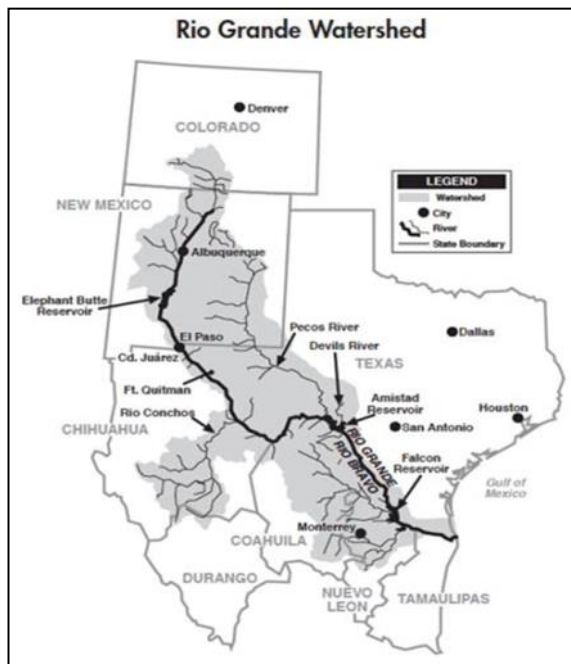 Rio Grande Watershed
Denver
COLORADO
LEGEND
Watershed
City
River
State Boundary
NEW MEXICO
Albuquerque
Elephant Butte
Reservoir
El Paso
Cd. Juárez
Pecos River
Devils River
Dallas
TEXAS
Ft. Quitman
Amistad
Reservoir
Rio Conchos
Houston
San Antonio
CHIHUAHUA
RIO GRANDE
RIO BRAVO
Falcon
Reservoir
Gulf of
Mexico
Monterrey
COAHUILA
DURANGO
NUEVO
LEON
TAMAULIPAS